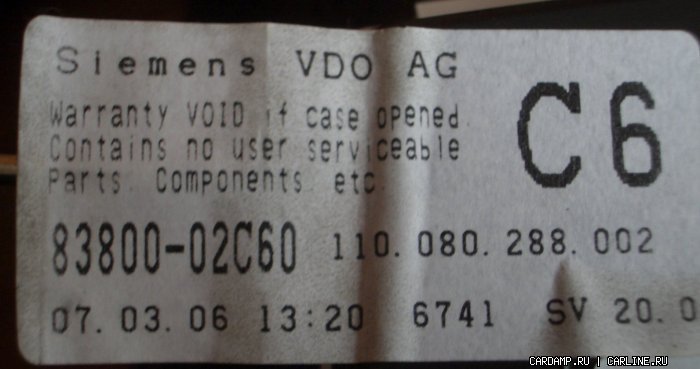 Siemens VDO AG
Warranty VOID if case opened.
Contains no user serviceable
Parts. Components. etc
C6
83800-02C60 110.080.288.002
07.03.06 13:20 6741 SV 20.0
CARDAMP.RU | CARLINE.RU